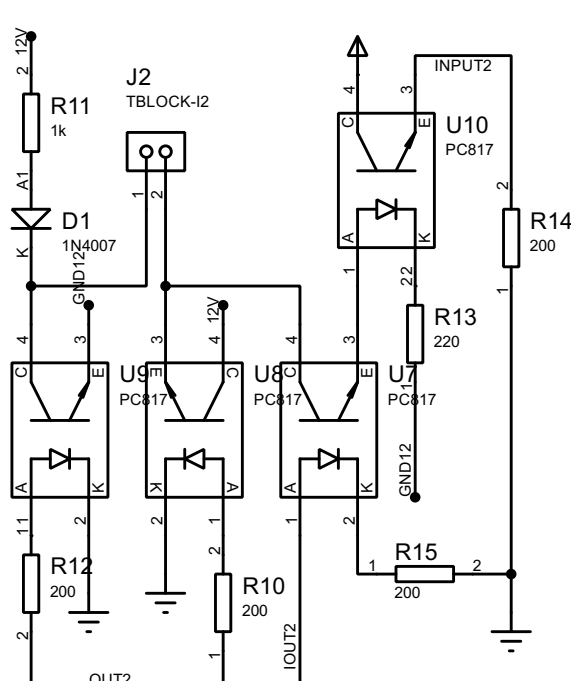 12V
2
R11
1k
A1
D1
1N4007
K
GND12
J2
TBLOCK-I2
1
2
INPUT2
4
3
C
E
U10
PC817
A
K
1
22
2
R14
200
1
R13
220
1
GND12
4
3
C
E
U9
PC817
A
K
11
2
3
4
12V
E
C
U8
PC817
K
A
2
1
4
3
C
E
U7
PC817
A
K
1
2
R12
200
2
2
R10
200
1
IOUT2
1
R15
2
200
OUT2